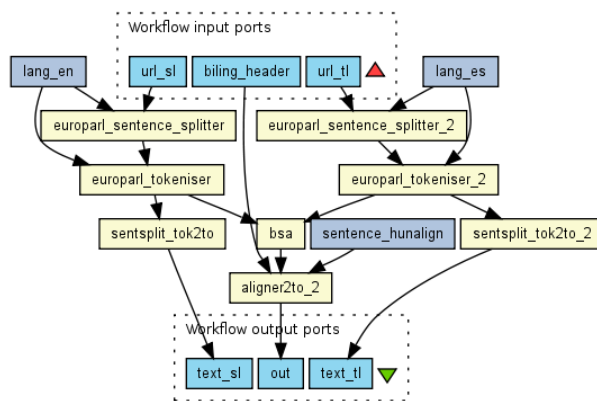 Workflow input ports
lang_en
url_sl
biling_header
url_tl
lang_es
europarl_sentence_splitter
europarl_sentence_splitter_2
europarl_tokeniser
europarl_tokeniser_2
sentsplit_tok2to
bsa
sentence_hunalign
sentsplit_tok2to_2
aligner2to_2
Workflow output ports
text_sl
out
text_tl